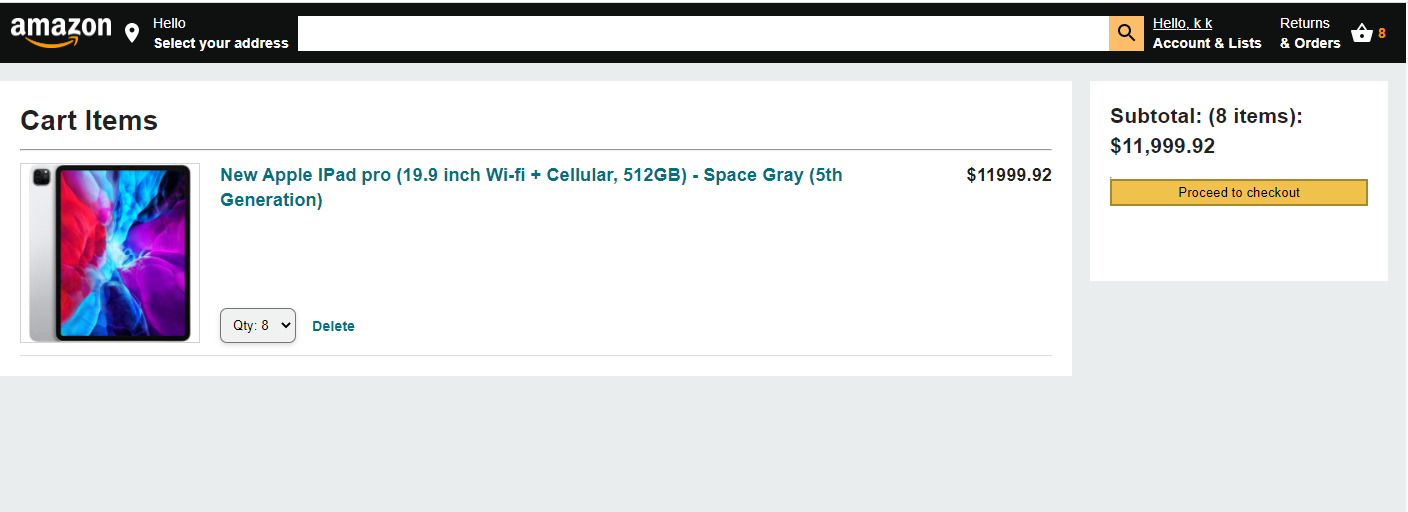 amazon
Hello
Select your address
Hello, k k
Account & Lists
Returns
& Orders
8
Cart Items
New Apple IPad pro (19.9 inch Wi-fi + Cellular, 512GB) - Space Gray (5th
Generation)
$11999.92
Qty: 8
Delete
Subtotal: (8 items):
$11,999.92
Proceed to checkout